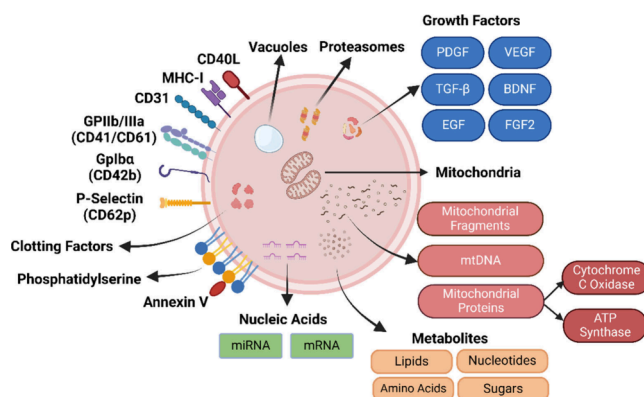 Growth Factors
PDGF
VEGF
TGF-β
BDNF
EGF
FGF2
Vacuoles
Proteasomes
CD40L
MHC-I
CD31
GPIIb/IIIa
(CD41/CD61)
GpIbα
(CD42b)
P-Selectin
(CD62p)
Clotting Factors
Phosphatidylserine
Annexin V
Mitochondria
Mitochondrial
Fragments
mtDNA
Mitochondrial
Proteins
Cytochrome
C Oxidase
ATP
Synthase
Nucleic Acids
miRNA
mRNA
Metabolites
Lipids
Nucleotides
Amino Acids
Sugars